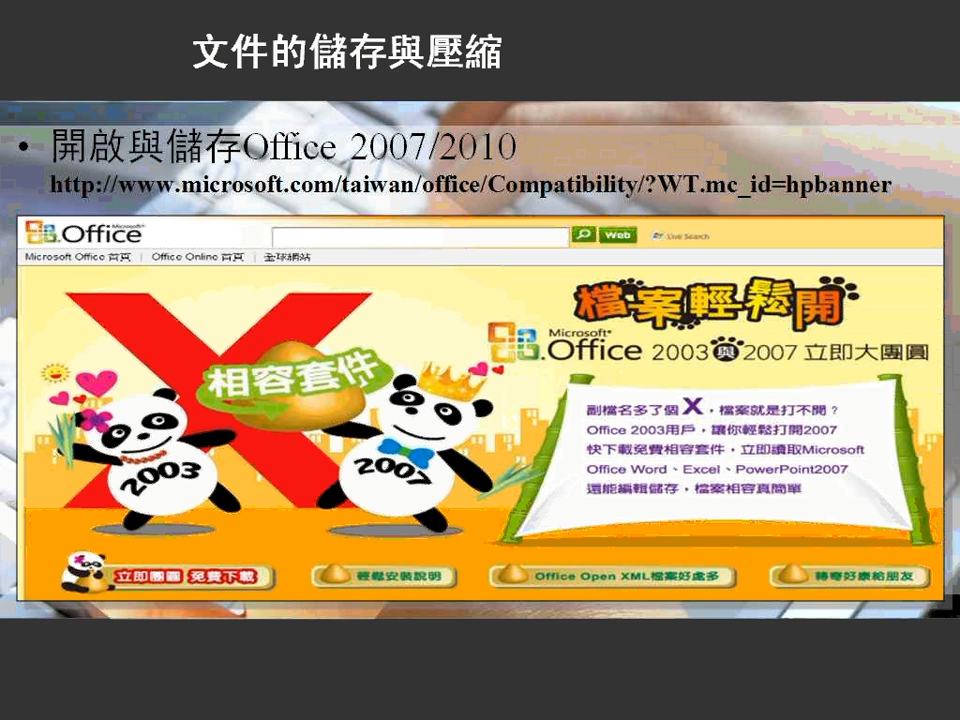 文件的儲存與壓縮
• 開啟與儲存Office 2007/2010
http://www.microsoft.com/taiwan/office/Compatibility/?WT.mc_id=hpbanner
Microsoft® Office
Web
Live Search
Microsoft Office 首頁 | Office Online 首頁 | 全球網站
檔案輕鬆開
Microsoft® Office 2003與2007 立即大團圓
相容套件
2003
2007
副檔名多了個X，檔案就是打不開？
Office 2003用戶，讓你輕鬆打開2007
快下載免費相容套件，立即讀取Microsoft
Office Word、Excel、PowerPoint2007
還能編輯儲存，檔案相容真簡單
立即團圓 免費下載
輕鬆安裝說明
Office Open XML檔案好處多
轉寄好康給朋友